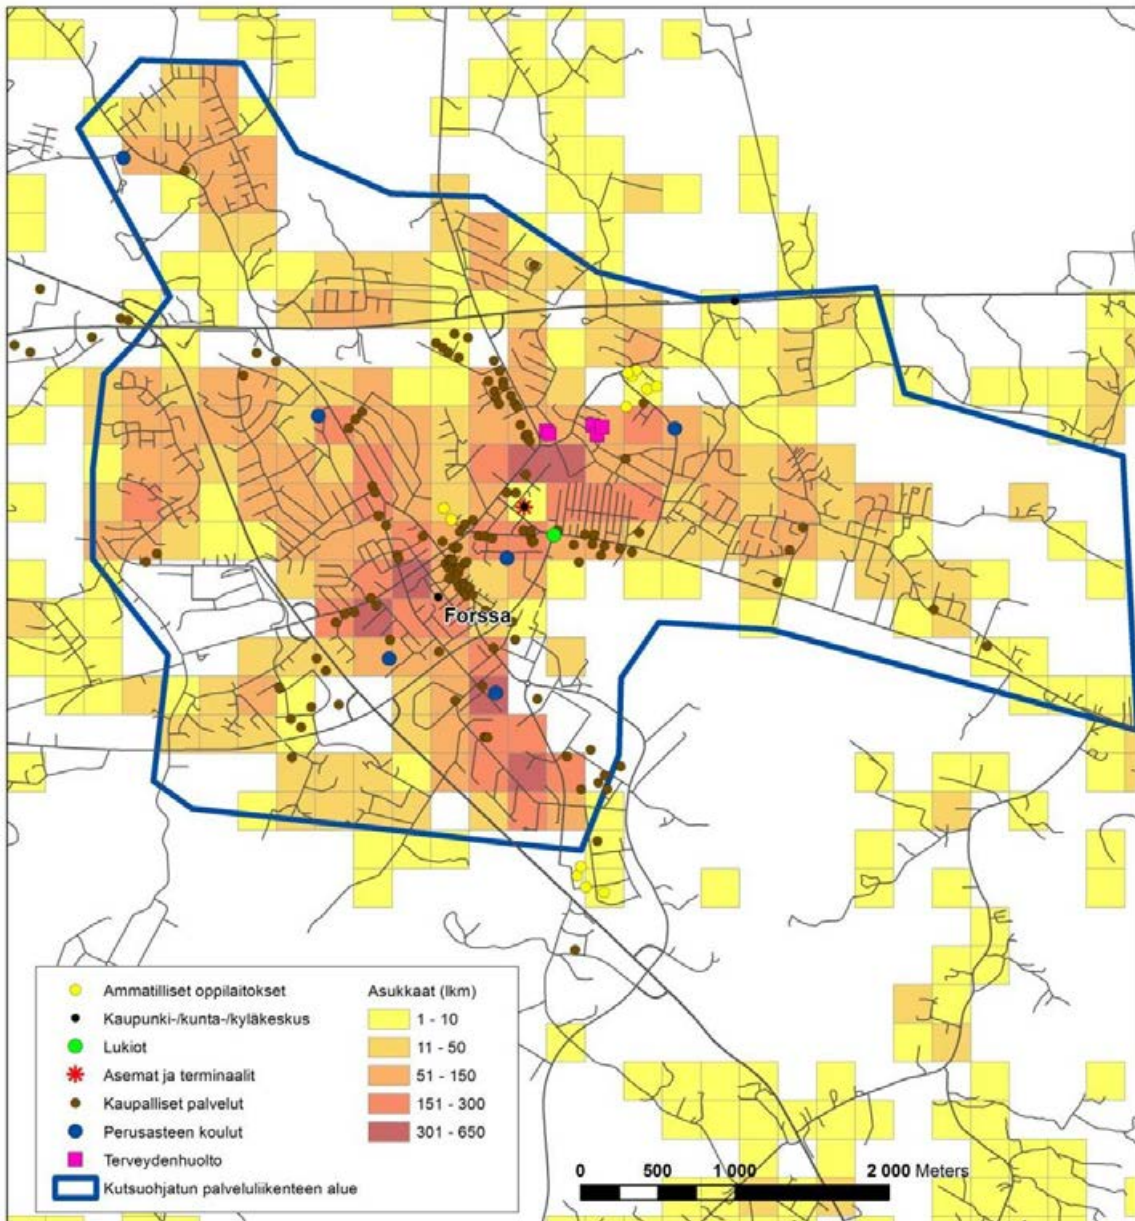 Forssa
Ammatilliset oppilaitokset
Kaupunki-/kunta-/kyläkeskus
Lukiot
Asemat ja terminaalit
Kaupalliset palvelut
Perusasteen koulut
Terveydenhuolto
Kutsuohjatun palveluliikenteen alue
Asukkaat (lkm)
1 - 10
11 - 50
51 - 150
151 - 300
301 - 650
0 500 1 000 2 000 Meters